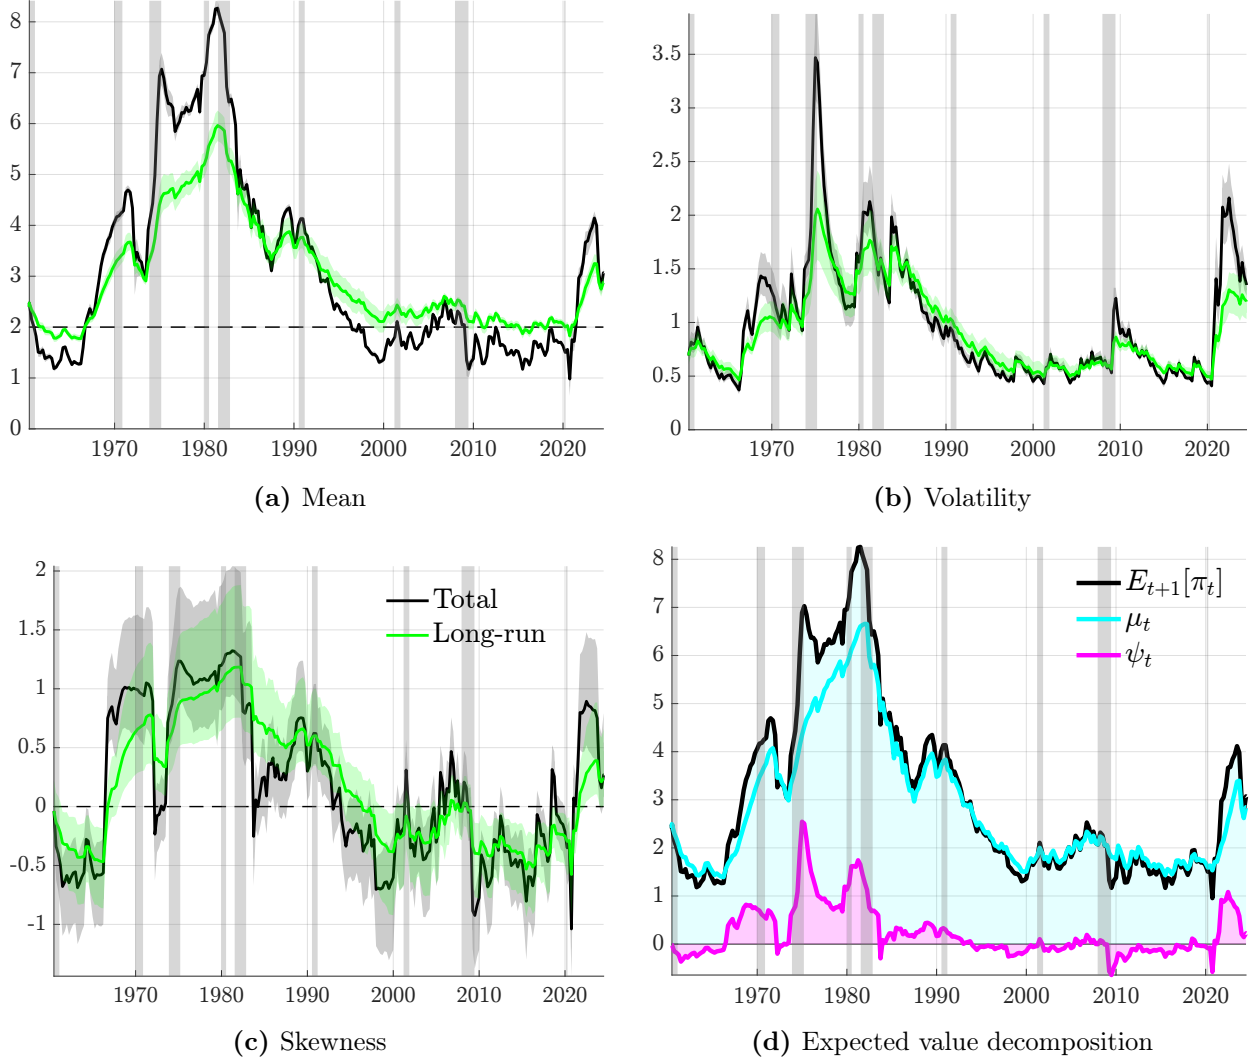 8
7
6
5
4
3
2
1
0
1970 1980 1990 2000 2010 2020
(a) Mean
3.5
3
2.5
2
1.5
1
0.5
0
1970 1980 1990 2000 2010 2020
(b) Volatility
2
1.5
1
0.5
0
-0.5
-1
Total
Long-run
1970 1980 1990 2000 2010 2020
(c) Skewness
8
7
6
5
4
3
2
1
0
E_{t+1}[π_t]
μ_t
ψ_t
1970 1980 1990 2000 2010 2020
(d) Expected value decomposition